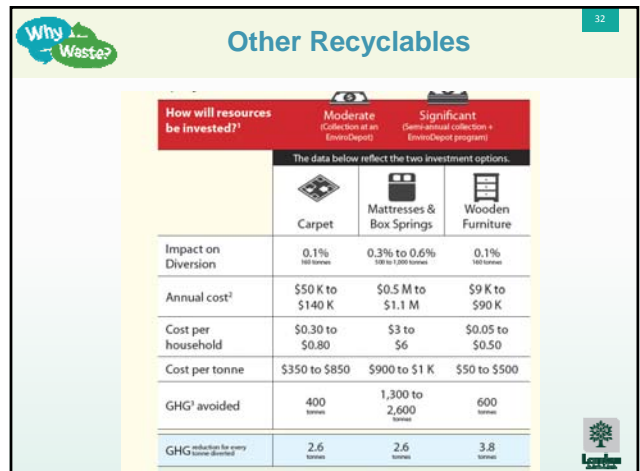 Why Waste?
Other Recyclables
32
How will resources be invested?¹
Moderate
(Collection at an EnviroDepot)
Significant
(Semi-annual collection + EnviroDepot program)
The data below reflect the two investment options.
Carpet
Mattresses & Box Springs
Wooden Furniture
Impact on Diversion
0.1%
160 tonnes
0.3% to 0.6%
0.1%
160 tonnes
Annual cost²
$50 K to $140 K
$0.5 M to $1.1 M
$9 K to $90 K
Cost per household
$0.30 to $0.80
$3 to $6
$0.05 to $0.50
Cost per tonne
$350 to $850
$900 to $1 K
$50 to $500
GHG³ avoided
400 tonnes
1,300 to 2,600 tonnes
600 tonnes
GHG reduction for every tonne diverted
2.6 tonnes
2.6 tonnes
3.8 tonnes
London